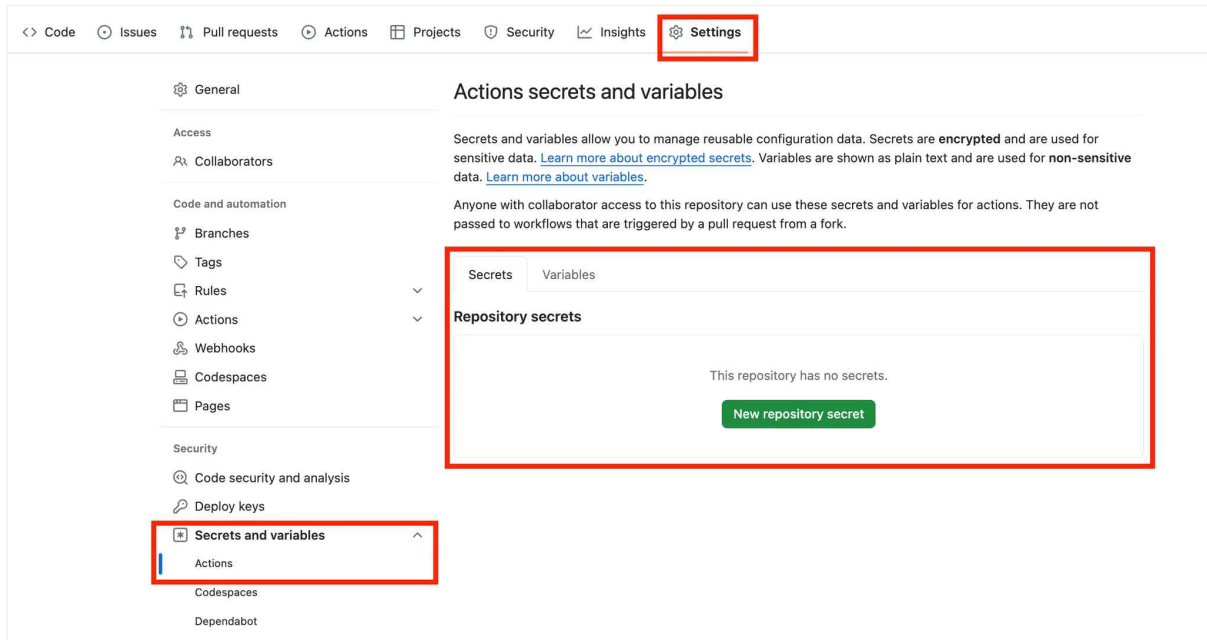 Code Issues Pull requests Actions Projects Security Insights Settings
General
Access
Collaborators
Code and automation
Branches
Tags
Rules
Actions
Webhooks
Codespaces
Pages
Security
Code security and analysis
Deploy keys
Secrets and variables
Actions
Codespaces
Dependabot
Actions secrets and variables
Secrets and variables allow you to manage reusable configuration data. Secrets are encrypted and are used for
sensitive data. Learn more about encrypted secrets. Variables are shown as plain text and are used for non-sensitive
data. Learn more about variables.
Anyone with collaborator access to this repository can use these secrets and variables for actions. They are not
passed to workflows that are triggered by a pull request from a fork.
Secrets Variables
Repository secrets
This repository has no secrets.
New repository secret